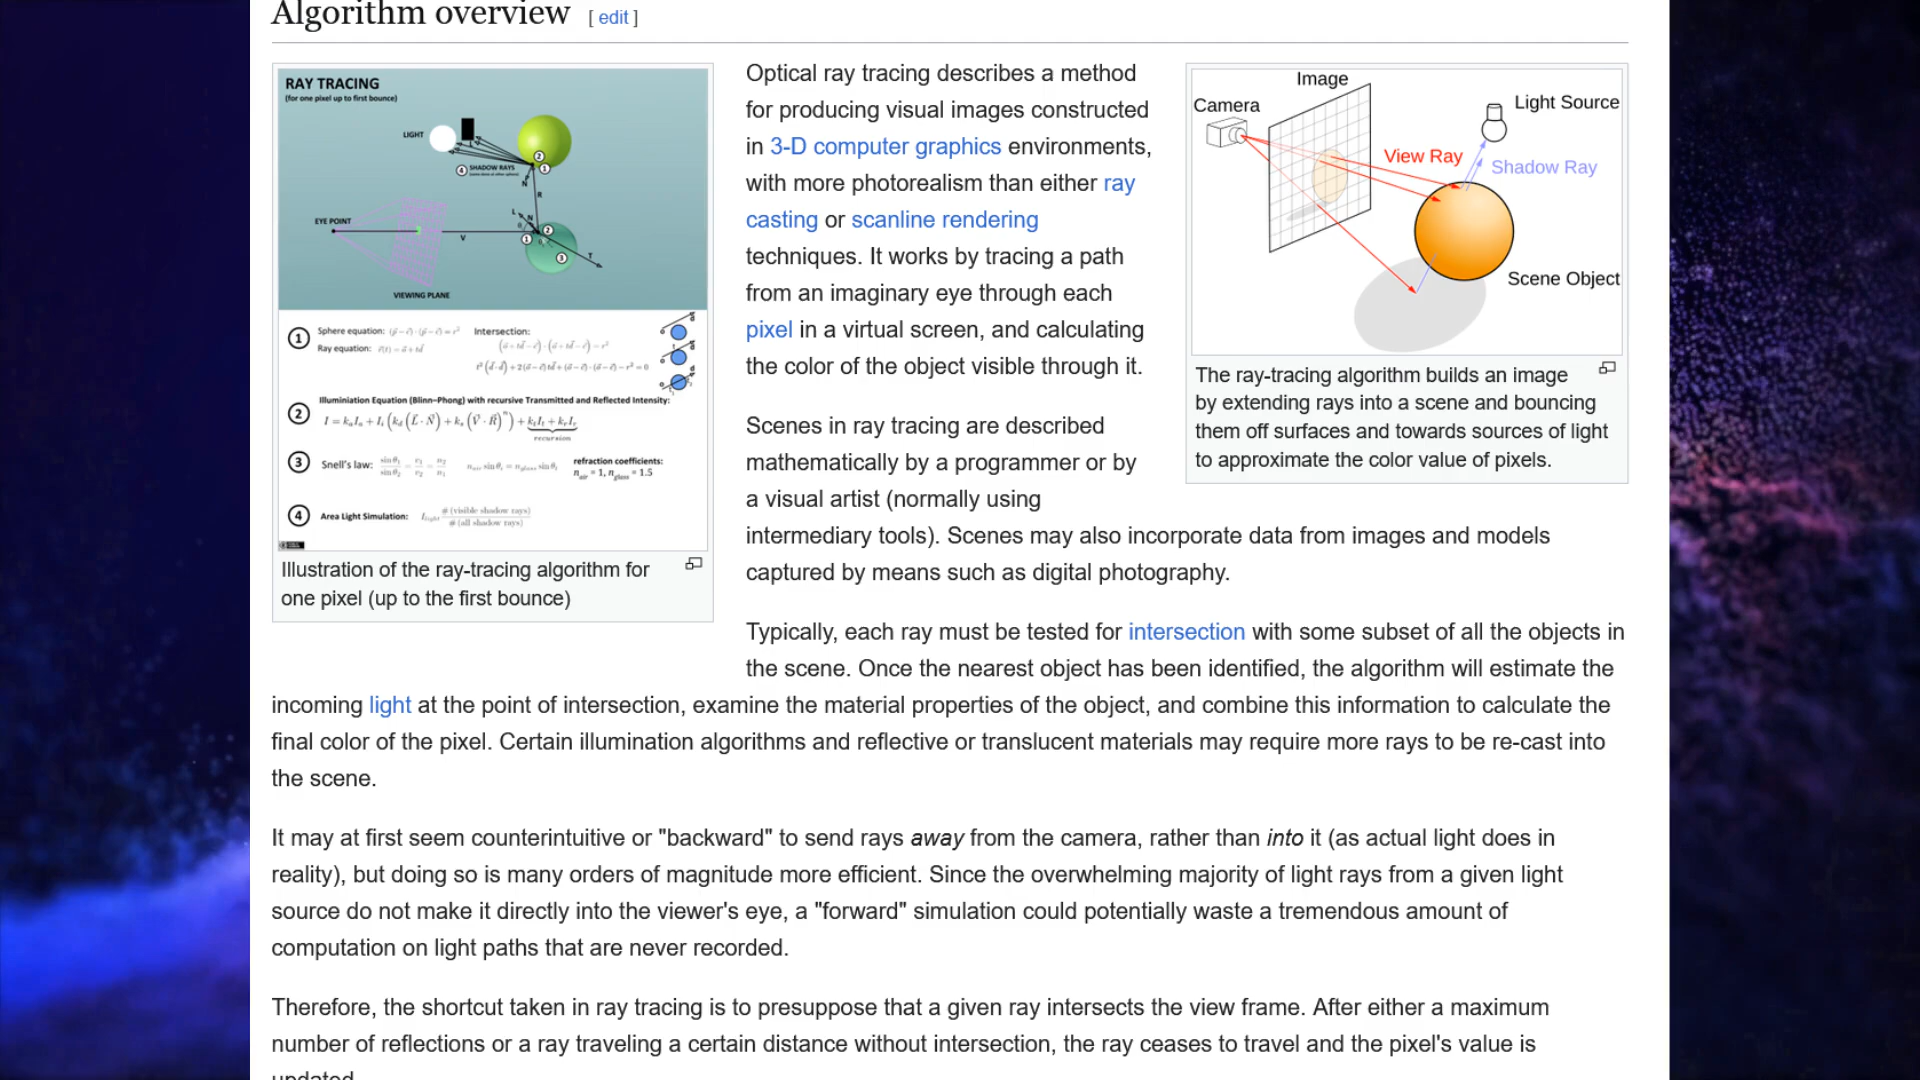 Algorithm overview [ edit ]
RAY TRACING
(for one pixel up to first bounce)
LIGHT
2
1
4 SHADOW RAYS
N
R
L
N
EYE POINT
V
1
2
3
T
VIEWING PLANE
1 Sphere equation:
Ray equation:
Intersection:
2 Illuminiation Equation (Blinn-Phong) with recursive Transmitted and Reflected Intensity:
recursion
3 Snell's law:
refraction coefficients:
4 Area Light Simulation:
# (visible shadow rays)
# (all shadow rays)
Illustration of the ray-tracing algorithm for
one pixel (up to the first bounce)
Optical ray tracing describes a method
for producing visual images constructed
in 3-D computer graphics environments,
with more photorealism than either ray
casting or scanline rendering
techniques. It works by tracing a path
from an imaginary eye through each
pixel in a virtual screen, and calculating
the color of the object visible through it.
Image
Camera
Light Source
View Ray
Shadow Ray
Scene Object
The ray-tracing algorithm builds an image
by extending rays into a scene and bouncing
them off surfaces and towards sources of light
to approximate the color value of pixels.
Scenes in ray tracing are described
mathematically by a programmer or by
a visual artist (normally using
intermediary tools). Scenes may also incorporate data from images and models
captured by means such as digital photography.
Typically, each ray must be tested for intersection with some subset of all the objects in
the scene. Once the nearest object has been identified, the algorithm will estimate the
incoming light at the point of intersection, examine the material properties of the object, and combine this information to calculate the
final color of the pixel. Certain illumination algorithms and reflective or translucent materials may require more rays to be re-cast into
the scene.
It may at first seem counterintuitive or "backward" to send rays away from the camera, rather than into it (as actual light does in
reality), but doing so is many orders of magnitude more efficient. Since the overwhelming majority of light rays from a given light
source do not make it directly into the viewer's eye, a "forward" simulation could potentially waste a tremendous amount of
computation on light paths that are never recorded.
Therefore, the shortcut taken in ray tracing is to presuppose that a given ray intersects the view frame. After either a maximum
number of reflections or a ray traveling a certain distance without intersection, the ray ceases to travel and the pixel's value is
updated.